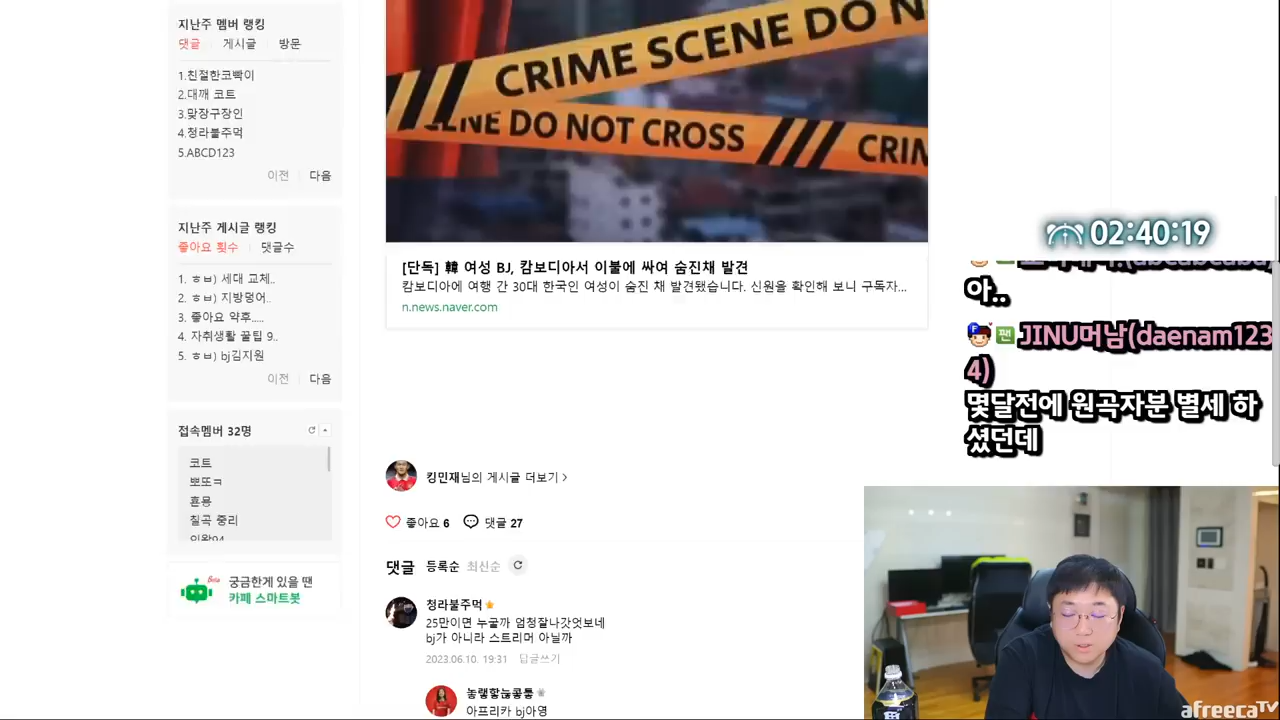 지난주 멤버 랭킹
댓글 게시글 방문
1.친절한코빡이
2.대깨 코트
3.맞장구장인
4.청라불주먹
5.ABCD123
이전 다음
지난주 게시글 랭킹
좋아요 횟수 댓글수
1. ㅎㅂ) 세대 교체..
2. ㅎㅂ) 지방덩어..
3. 좋아요 약후.....
4. 자취생활 꿀팁 9..
5. ㅎㅂ) bj김지원
이전 다음
접속멤버 32명
코트
뽀또ㅋ
흔용
칠곡 중리
Beta 궁금한게 있을 땐
카페 스마트봇
CRIME SCENE DO N
NE DO NOT CROSS CRIM
[단독] 韓 여성 BJ, 캄보디아서 이불에 싸여 숨진채 발견
캄보디아에 여행 간 30대 한국인 여성이 숨진 채 발견됐습니다. 신원을 확인해 보니 구독자...
n.news.naver.com
킹민재님의 게시글 더보기 >
좋아요 6 댓글 27
댓글 등록순 최신순
청라불주먹
25만이면 누굴까 엄청잘나갓엇보네
bj가 아니라 스트리머 아닐까
2023.06.10. 19:31 답글쓰기
아프리카 bj아영
02:40:19
아..
팬 JINU머남(daenam123
4)
몇달전에 원곡자분 별세 하
셨던데
afreecaTV